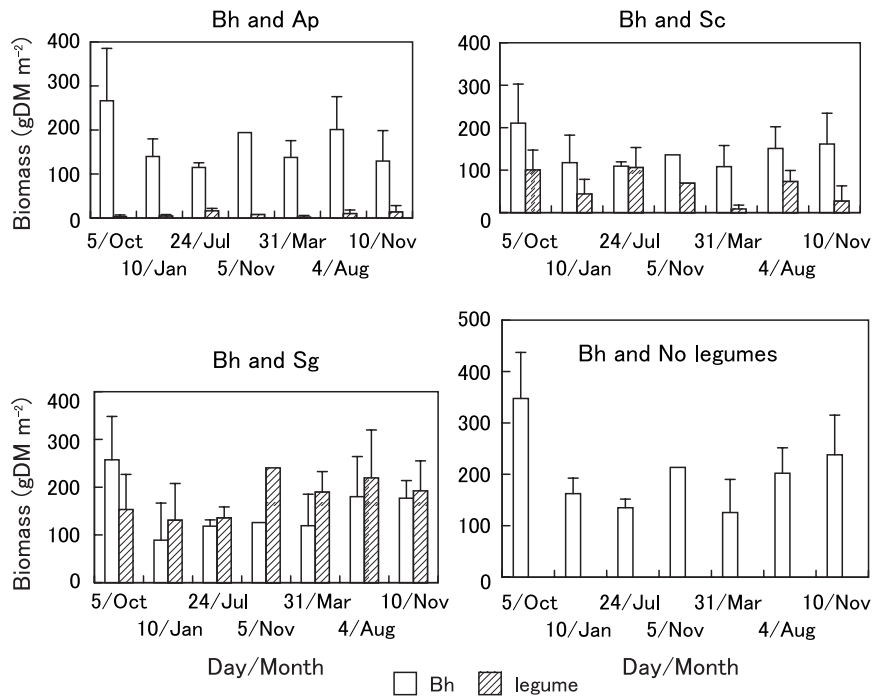 Bh and Ap
Biomass (gDM m⁻²)
400
300
200
100
0
5/Oct 24/Jul 31/Mar 10/Nov
10/Jan 5/Nov 4/Aug
Bh and Sc
400
300
200
100
0
5/Oct 24/Jul 31/Mar 10/Nov
10/Jan 5/Nov 4/Aug
Bh and Sg
Biomass (gDM m⁻²)
400
300
200
100
0
5/Oct 24/Jul 31/Mar 10/Nov
10/Jan 5/Nov 4/Aug
Day/Month
Bh and No legumes
500
400
300
200
100
0
5/Oct 24/Jul 31/Mar 10/Nov
10/Jan 5/Nov 4/Aug
Day/Month
Bh legume